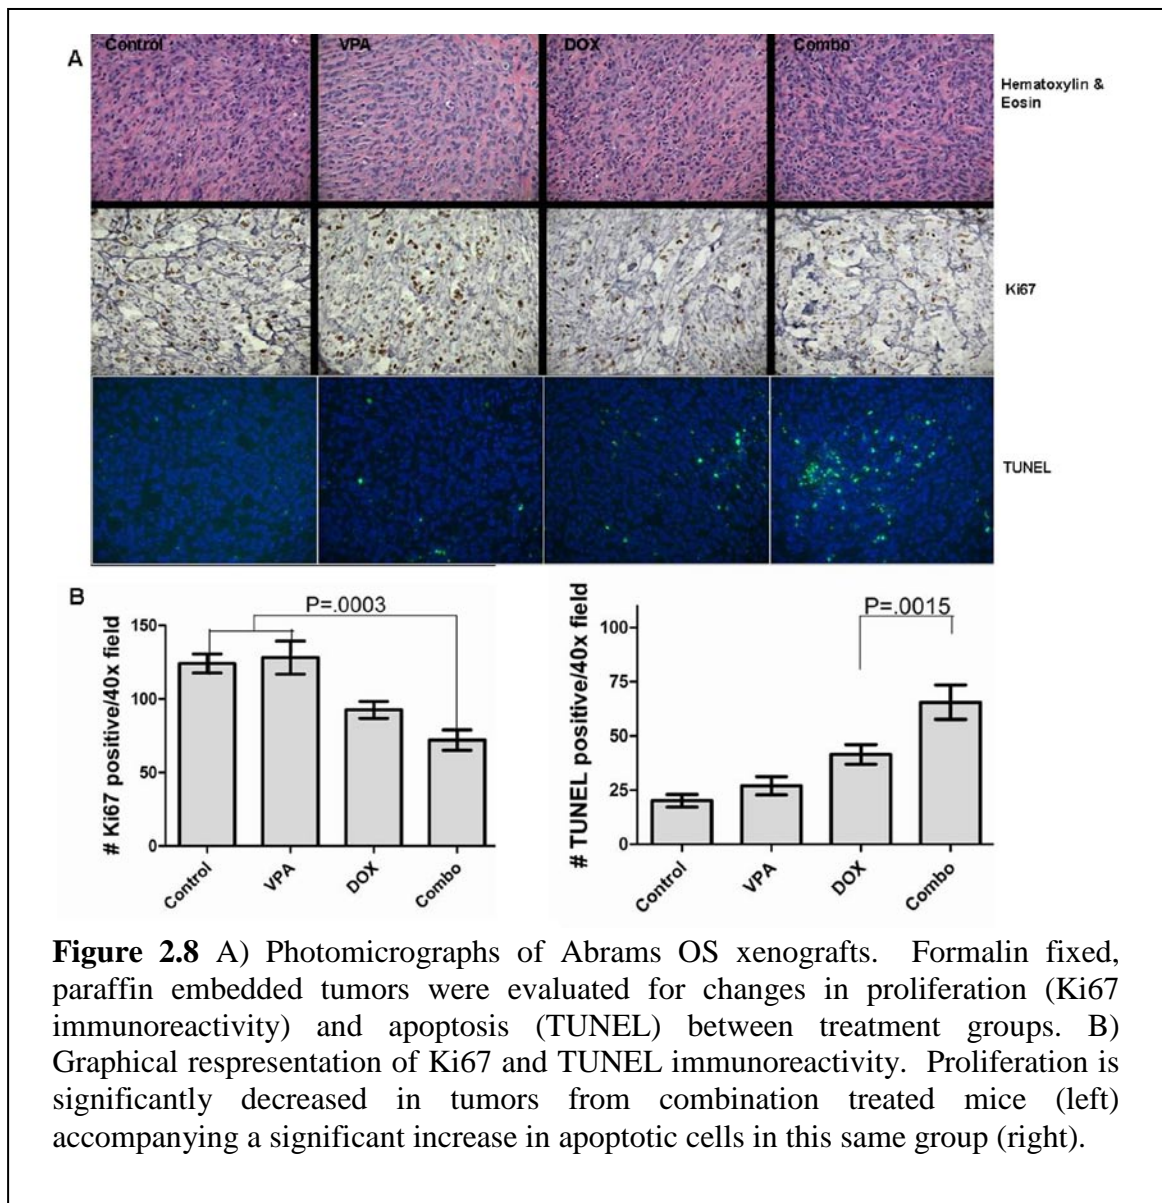 A
Control
VPA
DOX
Combo
Hematoxylin &
Eosin
Ki67
TUNEL
B
# Ki67 positive/40x field
150
100
50
0
P=.0003
Control
VPA
DOX
Combo
# TUNEL positive/40x field
100
75
50
25
0
P=.0015
Control
VPA
DOX
Combo
Figure 2.8 A) Photomicrographs of Abrams OS xenografts. Formalin fixed,
paraffin embedded tumors were evaluated for changes in proliferation (Ki67
immunoreactivity) and apoptosis (TUNEL) between treatment groups. B)
Graphical respresentation of Ki67 and TUNEL immunoreactivity. Proliferation is
significantly decreased in tumors from combination treated mice (left)
accompanying a significant increase in apoptotic cells in this same group (right).